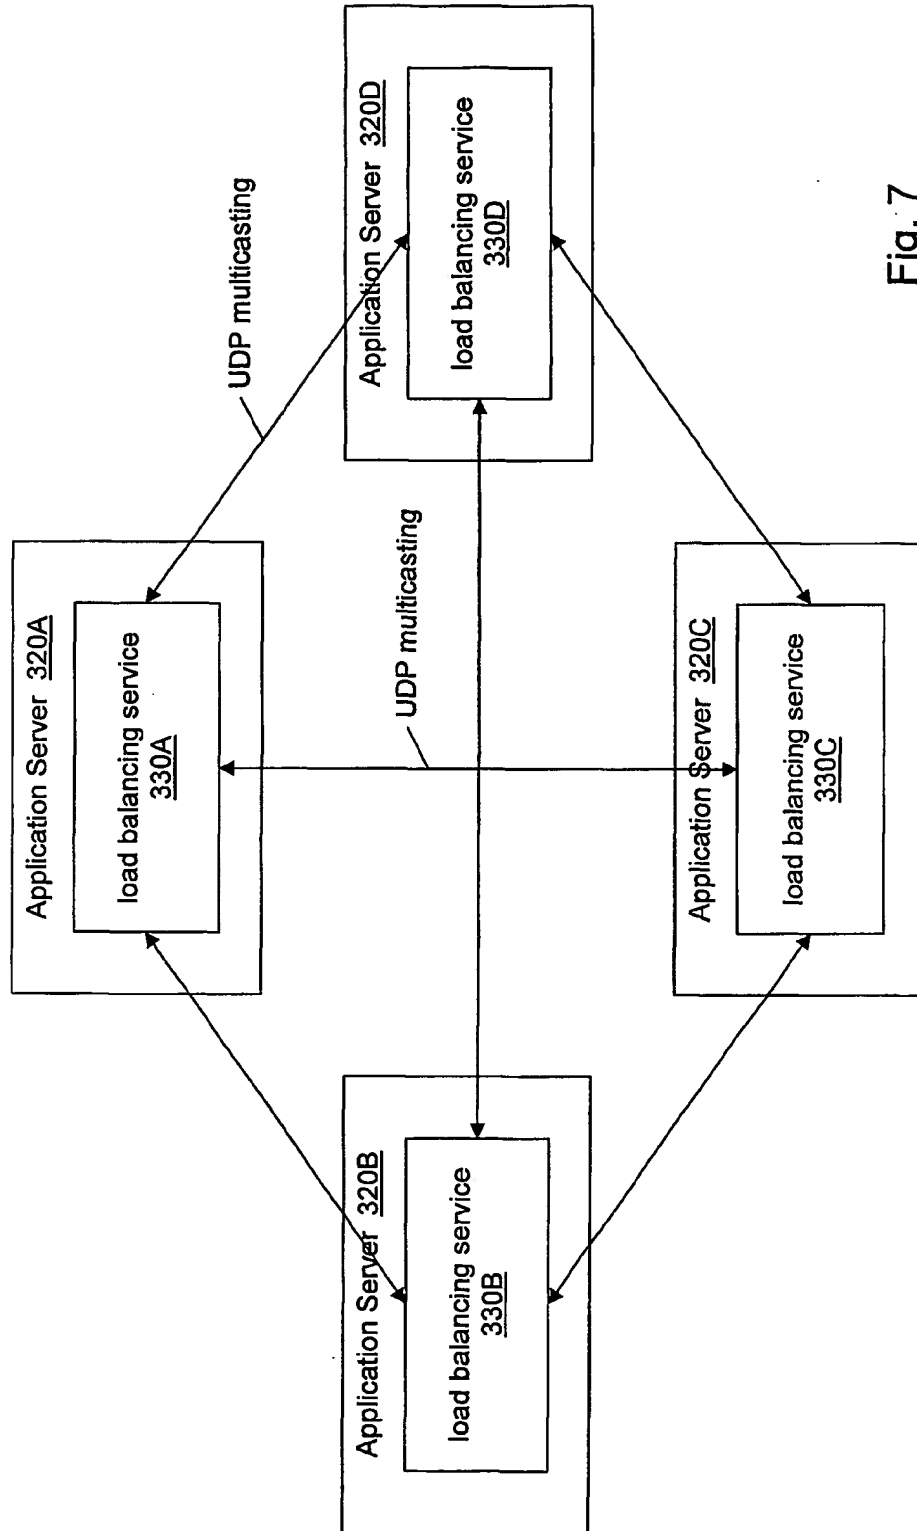 Application Server 320A
load balancing service
330A
UDP multicasting
Application Server 320B
load balancing service
330B
UDP multicasting
Application Server 320D
load balancing service
330D
Application Server 320C
load balancing service
330C
Fig. 7